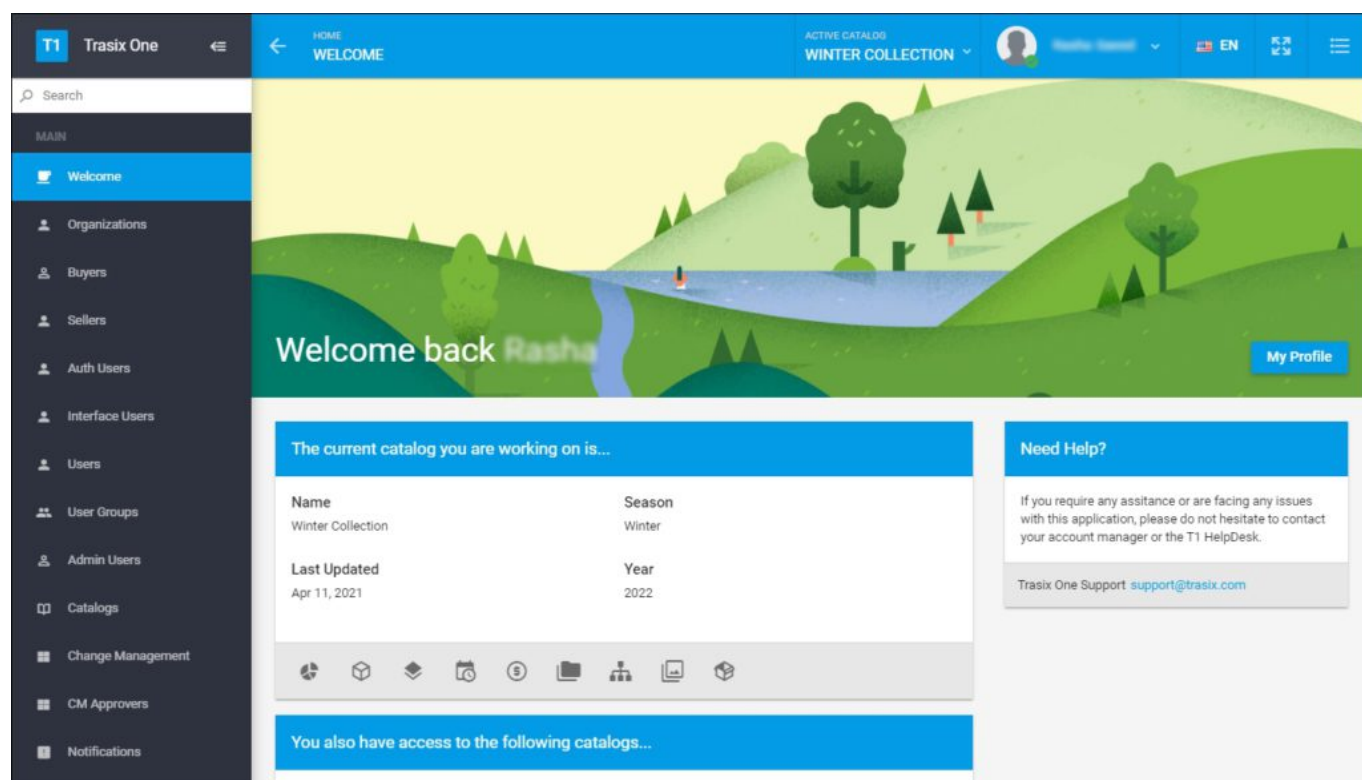 T1 Trasix One
HOME
WELCOME
ACTIVE CATALOG
WINTER COLLECTION
EN
Search
MAIN
Welcome
Organizations
Buyers
Sellers
Auth Users
Interface Users
Users
User Groups
Admin Users
Catalogs
Change Management
CM Approvers
Notifications
Welcome back
My Profile
The current catalog you are working on is...
Name
Winter Collection
Season
Winter
Last Updated
Apr 11, 2021
Year
2022
You also have access to the following catalogs...
Need Help?
If you require any assitance or are facing any issues
with this application, please do not hesitate to contact
your account manager or the T1 HelpDesk.
Trasix One Support support@trasix.com